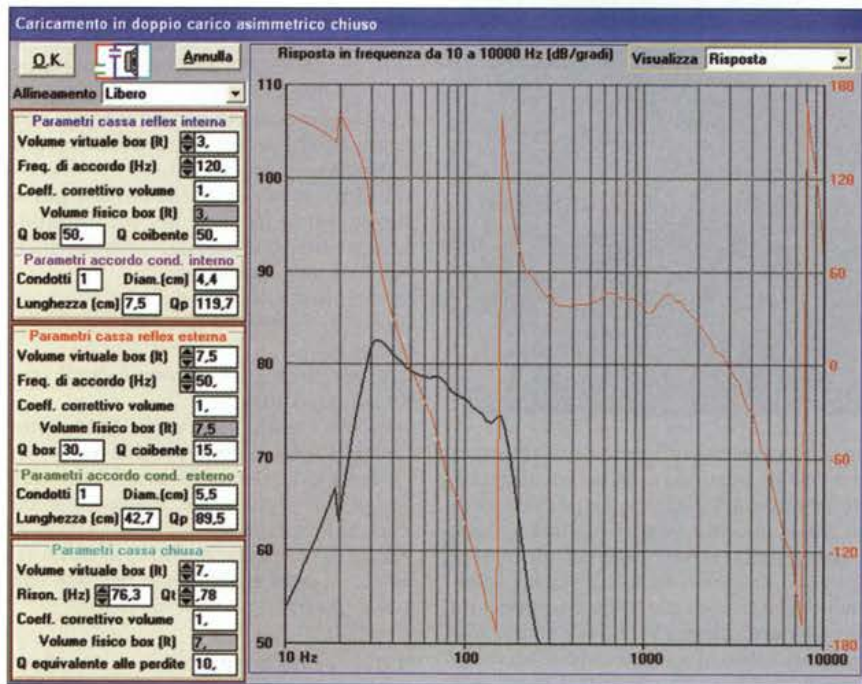 Caricamento in doppio carico asimmetrico chiuso
O.K.
Annulla
Allineamento Libero
Parametri cassa reflex interna
Volume virtuale box (lt) 3,
Freq. di accordo (Hz) 120,
Coeff. correttivo volume 1,
Volume fisico box (lt) 3,
Q box 50, Q coibente 50,
Parametri accordo cond. interno
Condotti 1 Diam.(cm) 4,4
Lunghezza (cm) 7,5 Qp 119,7
Parametri cassa reflex esterna
Volume virtuale box (lt) 7,5
Freq. di accordo (Hz) 50,
Coeff. correttivo volume 1,
Volume fisico box (lt) 7,5
Q box 30, Q coibente 15,
Parametri accordo cond. esterno
Condotti 1 Diam.(cm) 5,5
Lunghezza (cm) 42,7 Qp 89,5
Parametri cassa chiusa
Volume virtuale box (lt) 7,
Rison. (Hz) 76,3 Qt ,78
Coeff. correttivo volume 1,
Volume fisico box (lt) 7,
Q equivalente alle perdite 10,
Risposta in frequenza da 10 a 10000 Hz (dB/gradi)
Visualizza Risposta
110
100
90
80
70
60
50
180
120
60
0
-60
-120
-180
10 Hz
100
1000
10000